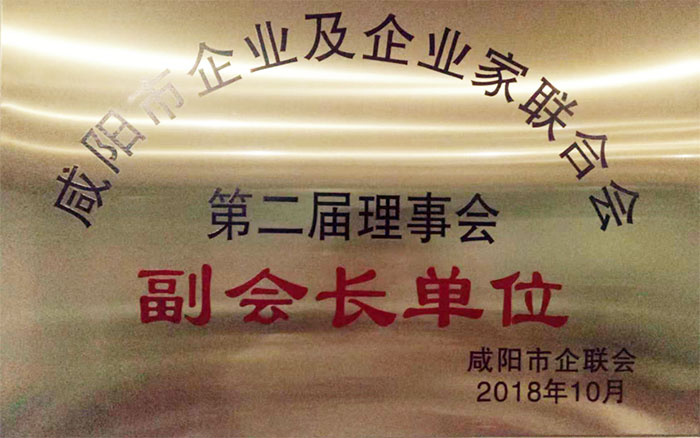 咸阳市企业及企业家联合会
第二届理事会
副会长单位
咸阳市企联会
2018年10月